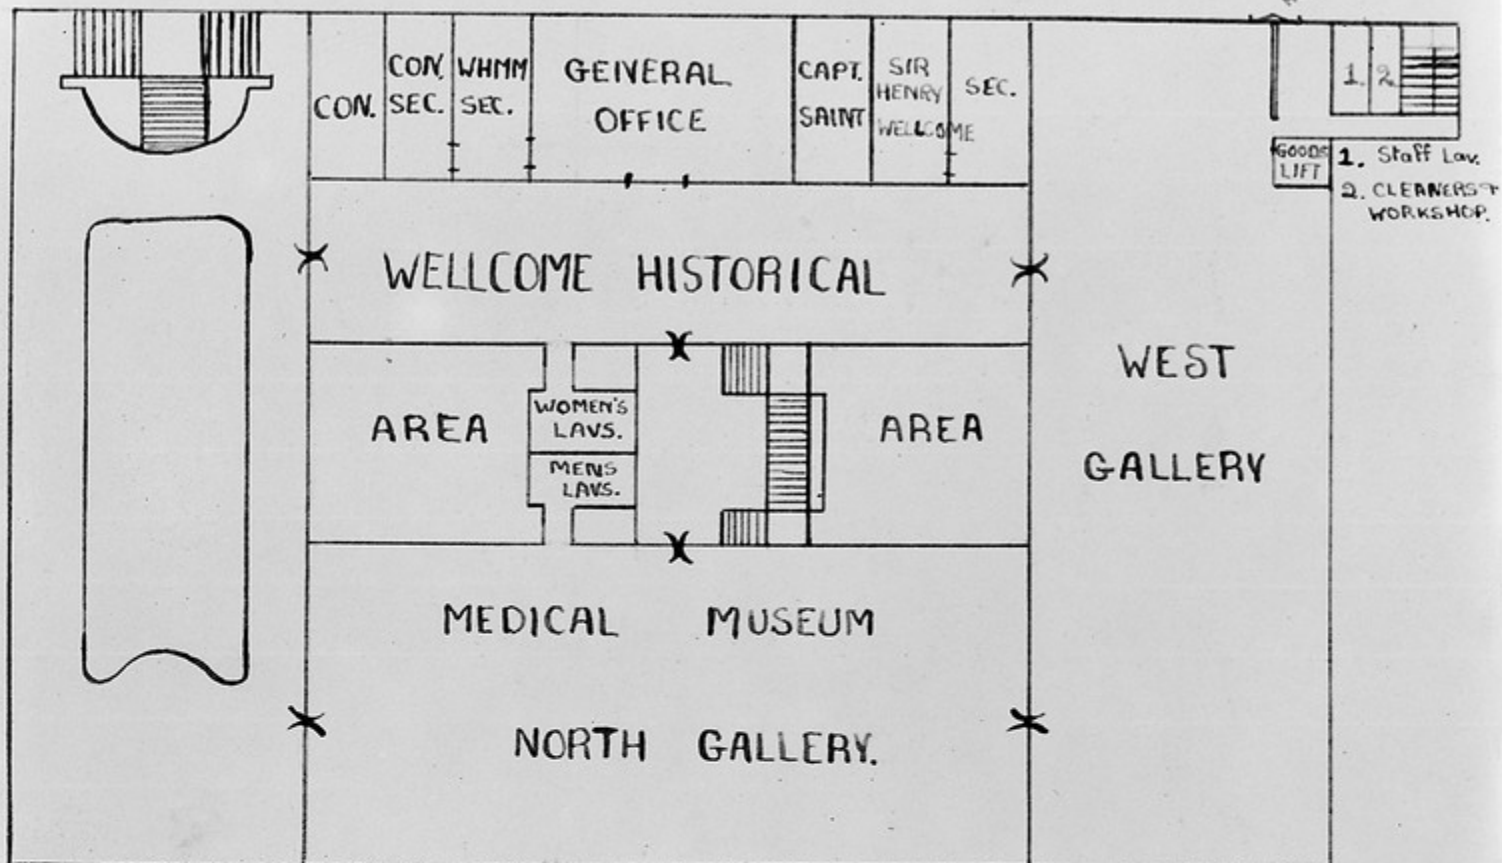 CON.
CON.
SEC.
WHMM
SEC.
GENERAL
OFFICE
CAPT.
SAINT
SIR
HENRY
WELLCOME
SEC.
1. 2
GOODS
LIFT
1. Staff Lav.
2. CLEANERS &
WORKSHOP.
WELLCOME HISTORICAL
AREA
WOMEN'S
LAVS.
MENS
LAVS.
AREA
WEST
GALLERY
MEDICAL MUSEUM
NORTH GALLERY.